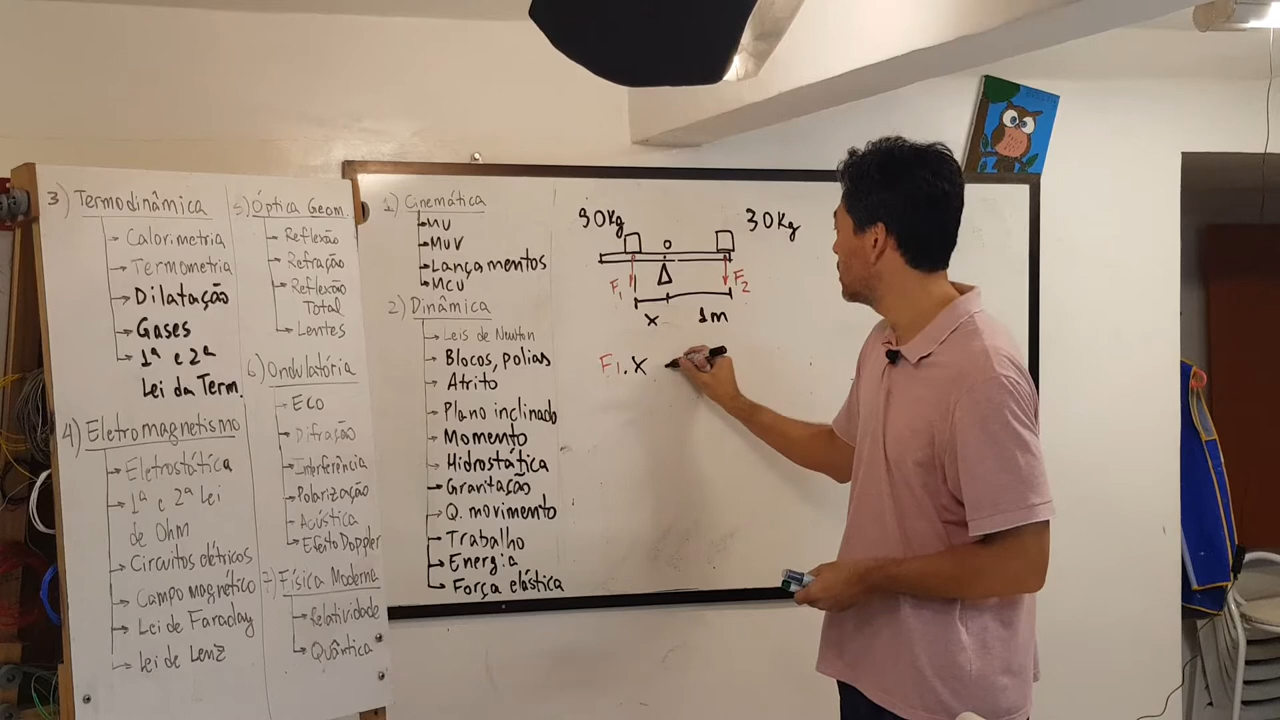 3) Termodinâmica
Calorimetria
Termometria
Dilatação
Gases
1ª e 2ª
Lei da Term.
4) Eletromagnetismo
Eletrostática
1ª e 2ª Lei
de Ohm
Circuitos elétricos
Campo magnético
Lei de Faraday
Lei de Lenz
5) Óptica Geom.
Reflexão
Refração
Reflexão
Total
Lentes
6) Ondulatória
Eco
Difração
Interferência
Polarização
Acústica
Efeito Doppler
7) Física Moderna
Relatividade
Quântica
1) Cinemática
MU
MUV
Lançamentos
MCU
2) Dinâmica
Leis de Newton
Blocos, polias
Atrito
Plano inclinado
Momento
Hidrostática
Gravitação
Q. movimento
Trabalho
Energia
Força elástica
90Kg 30Kg
O
F1 F2
x 1m
F1.x